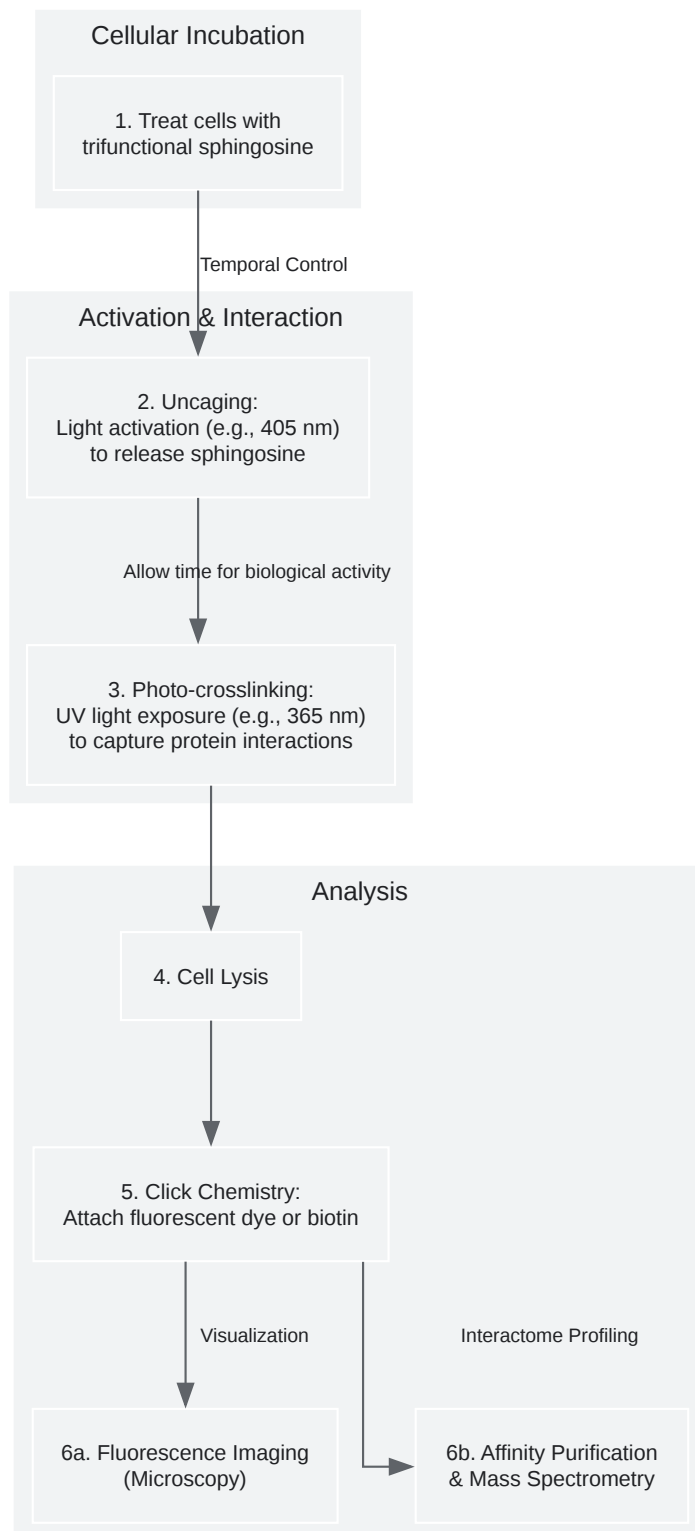 Cellular Incubation
1. Treat cells with
trifunctional sphingosine
Temporal Control
Activation & Interaction
2. Uncaging:
Light activation (e.g., 405 nm)
to release sphingosine
Allow time for biological activity
3. Photo-crosslinking:
UV light exposure (e.g., 365 nm)
to capture protein interactions
Analysis
4. Cell Lysis
5. Click Chemistry:
Attach fluorescent dye or biotin
Visualization
Interactome Profiling
6a. Fluorescence Imaging
(Microscopy)
6b. Affinity Purification
& Mass Spectrometry